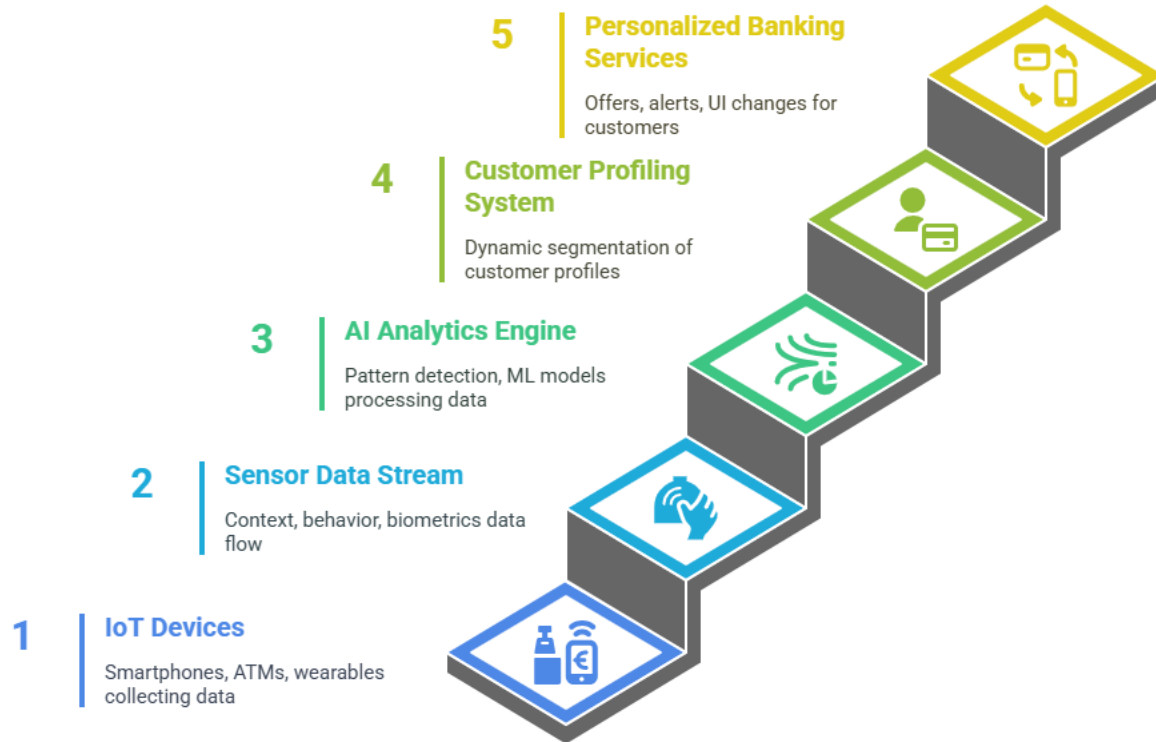 5
Personalized Banking
Services
Offers, alerts, UI changes for
customers
4
Customer Profiling
System
Dynamic segmentation of
customer profiles
3
AI Analytics Engine
Pattern detection, ML models
processing data
2
Sensor Data Stream
Context, behavior, biometrics data
flow
1
IoT Devices
Smartphones, ATMs, wearables
collecting data
€